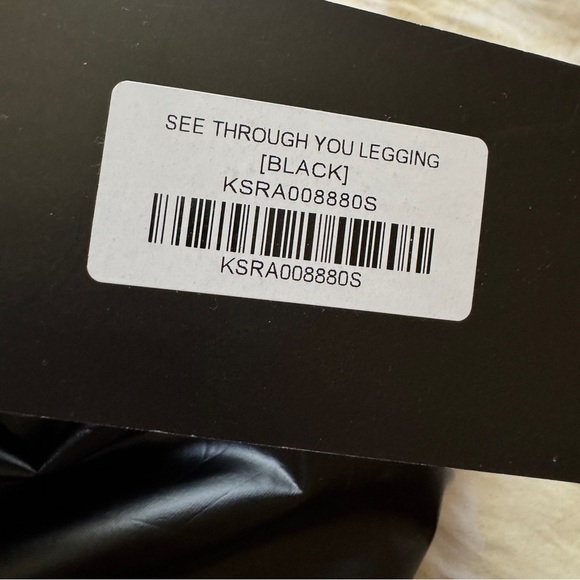 SEE THROUGH YOU LEGGING
[BLACK]
KSRA008880S
KSRA008880S